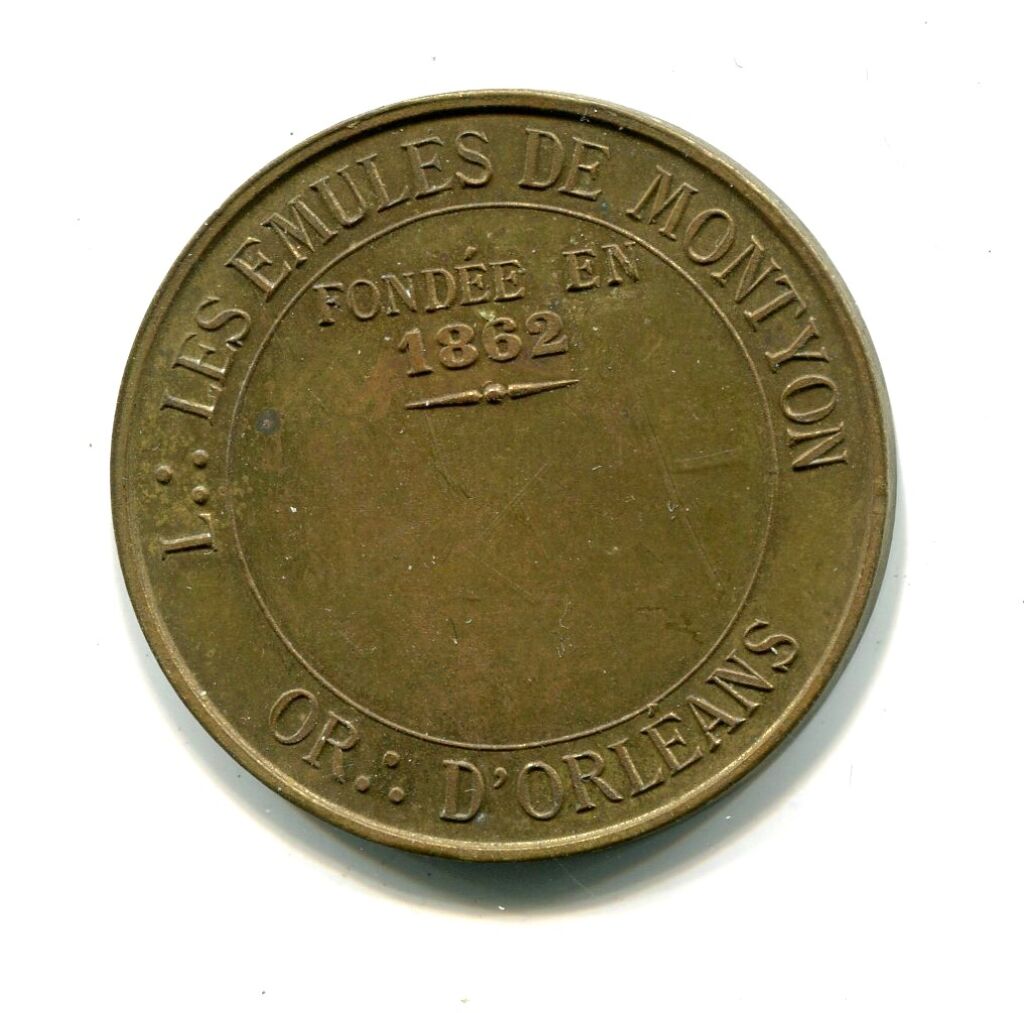 L∴ LES EMULES DE MONTYON
FONDÉE EN
1862
OR∴ D'ORLÉANS